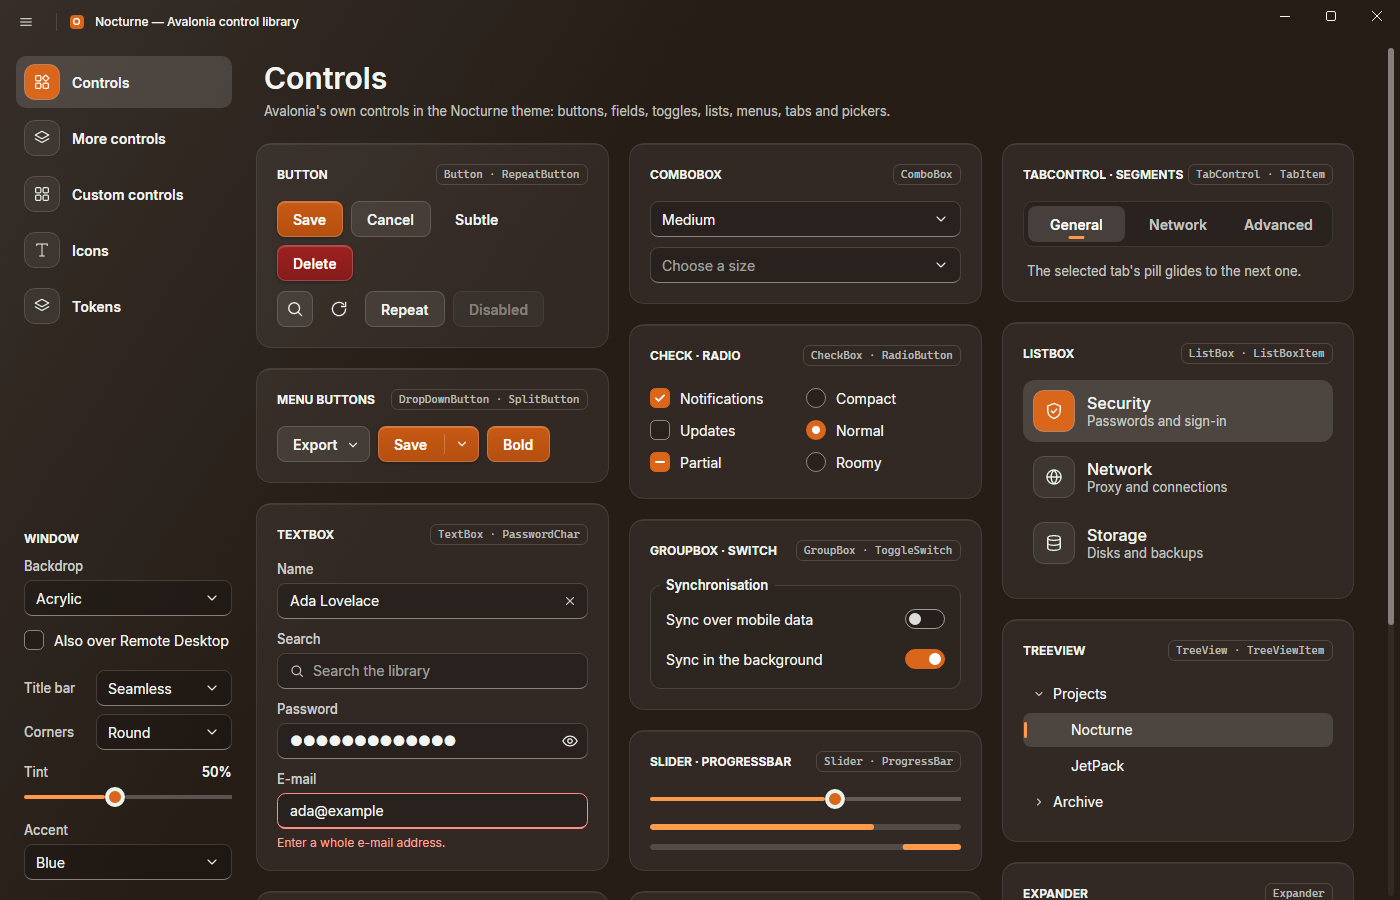 Nocturne — Avalonia control library
Controls
More controls
Custom controls
Icons
Tokens
WINDOW
Backdrop
Acrylic
Also over Remote Desktop
Title bar
Seamless
Corners
Round
Tint
50%
Accent
Blue
Controls
Avalonia's own controls in the Nocturne theme: buttons, fields, toggles, lists, menus, tabs and pickers.
BUTTON
Button · RepeatButton
Save
Cancel
Subtle
Delete
Repeat
Disabled
MENU BUTTONS
DropDownButton · SplitButton
Export
Save
Bold
TEXTBOX
TextBox · PasswordChar
Name
Ada Lovelace
Search
Search the library
Password
E-mail
ada@example
Enter a whole e-mail address.
COMBOBOX
ComboBox
Medium
Choose a size
CHECK · RADIO
CheckBox · RadioButton
Notifications
Compact
Updates
Normal
Partial
Roomy
GROUPBOX · SWITCH
GroupBox · ToggleSwitch
Synchronisation
Sync over mobile data
Sync in the background
SLIDER · PROGRESSBAR
Slider · ProgressBar
TABCONTROL · SEGMENTS
TabControl · TabItem
General
Network
Advanced
The selected tab's pill glides to the next one.
LISTBOX
ListBox · ListBoxItem
Security
Passwords and sign-in
Network
Proxy and connections
Storage
Disks and backups
TREEVIEW
TreeView · TreeViewItem
Projects
Nocturne
JetPack
Archive
EXPANDER
Expander